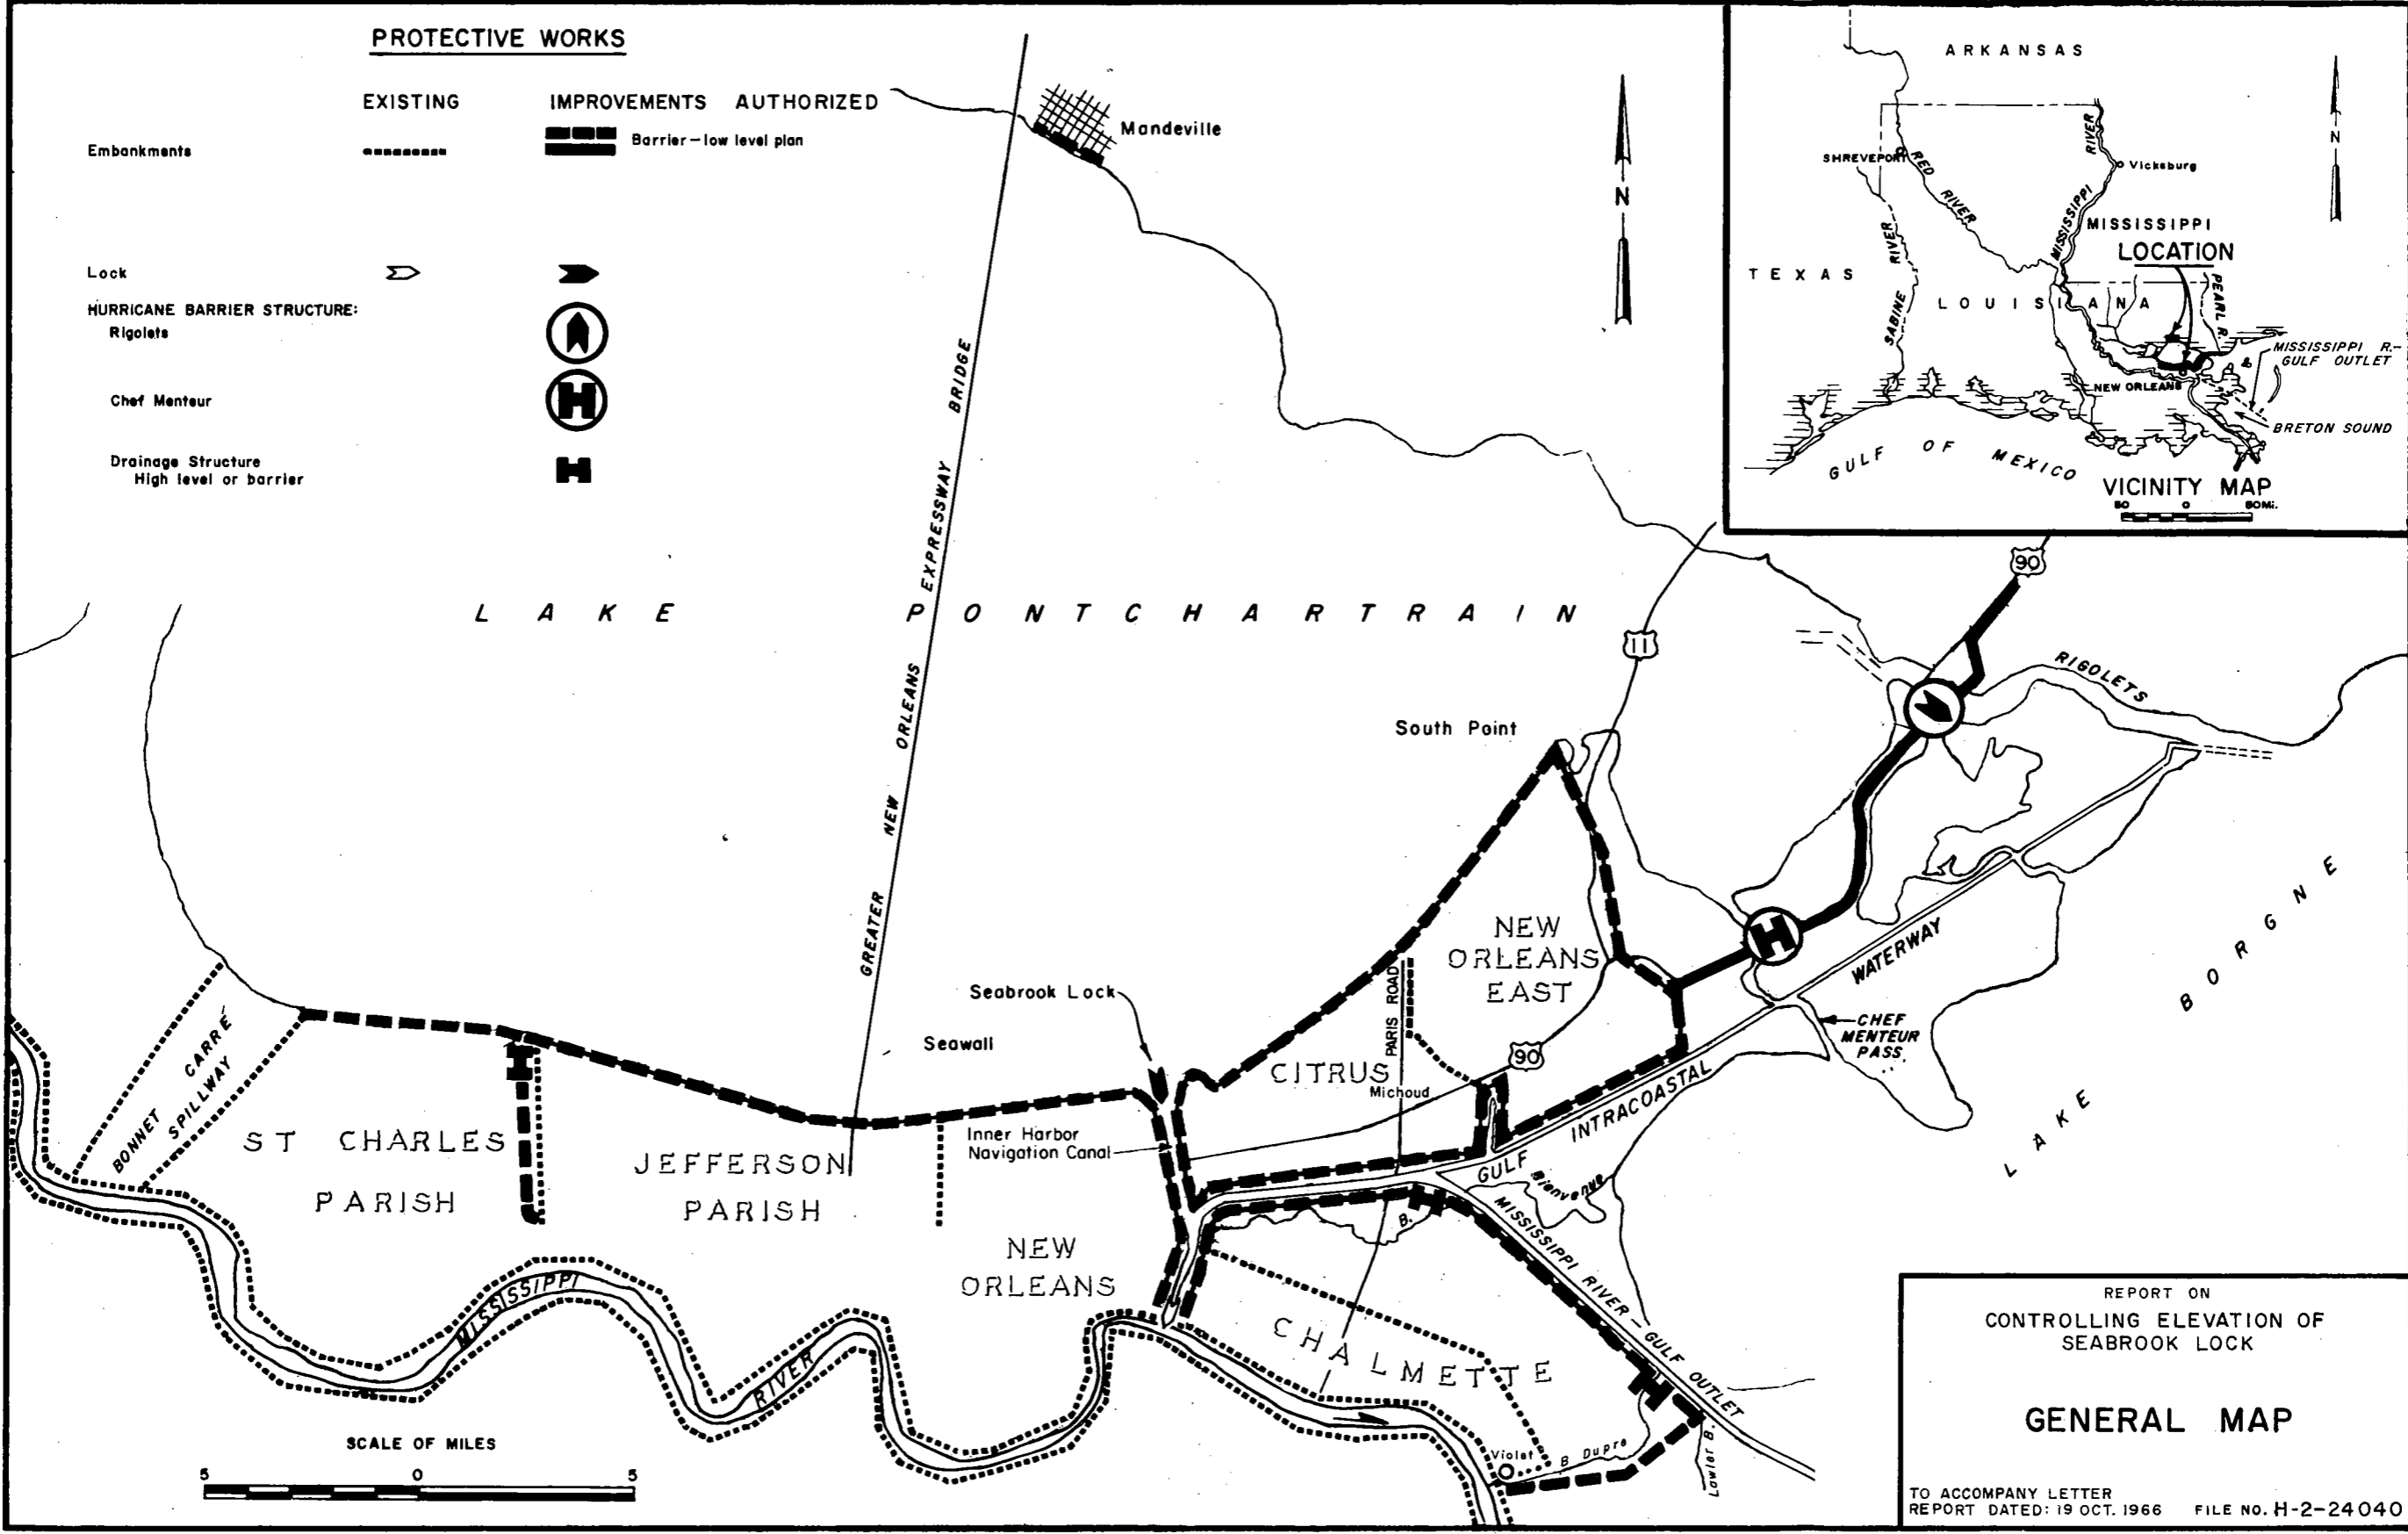 PROTECTIVE WORKS
EXISTING
IMPROVEMENTS AUTHORIZED
Embankments
Barrier-low level plan
Lock
HURRICANE BARRIER STRUCTURE:
Rigolets
Chef Menteur
Drainage Structure
High level or barrier
Mandeville
N
ARKANSAS
N
SHREVEPORT
RED RIVER
RIVER
Vicksburg
MISSISSIPPI
MISSISSIPPI
LOCATION
TEXAS
SABINE RIVER
LOUISIANA
PEARL R.
MISSISSIPPI R.-
GULF OUTLET
&
NEW ORLEANS
BRETON SOUND
GULF OF MEXICO
VICINITY MAP
50 0 50Mi.
LAKE PONTCHARTRAIN
GREATER NEW ORLEANS EXPRESSWAY BRIDGE
90
11
RIGOLETS
South Point
NEW
ORLEANS
EAST
WATERWAY
LAKE BORGNE
Seabrook Lock
Seawall
PARIS ROAD
CHEF
MENTEUR
PASS
90
CITRUS
Michoud
BONNET CARRÉ
SPILLWAY
ST CHARLES
PARISH
JEFFERSON
PARISH
Inner Harbor
Navigation Canal
GULF INTRACOASTAL
B. Bienvenue
NEW
ORLEANS
MISSISSIPPI RIVER-GULF OUTLET
MISSISSIPPI
RIVER
CHALMETTE
Violet
B Dupre
Lawler B.
SCALE OF MILES
5 0 5
REPORT ON
CONTROLLING ELEVATION OF
SEABROOK LOCK
GENERAL MAP
TO ACCOMPANY LETTER
REPORT DATED: 19 OCT. 1966 FILE NO. H-2-24040